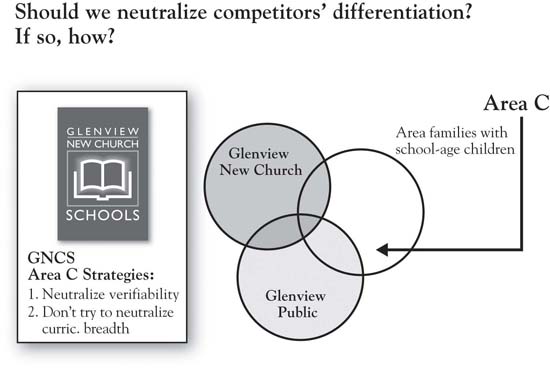 Should we neutralize competitors’ differentiation?
If so, how?
GLENVIEW
NEW CHURCH
SCHOOLS
GNCS
Area C Strategies:
1. Neutralize verifiability
2. Don’t try to neutralize
curric. breadth
Glenview
New Church
Glenview
Public
Area C
Area families with
school-age children